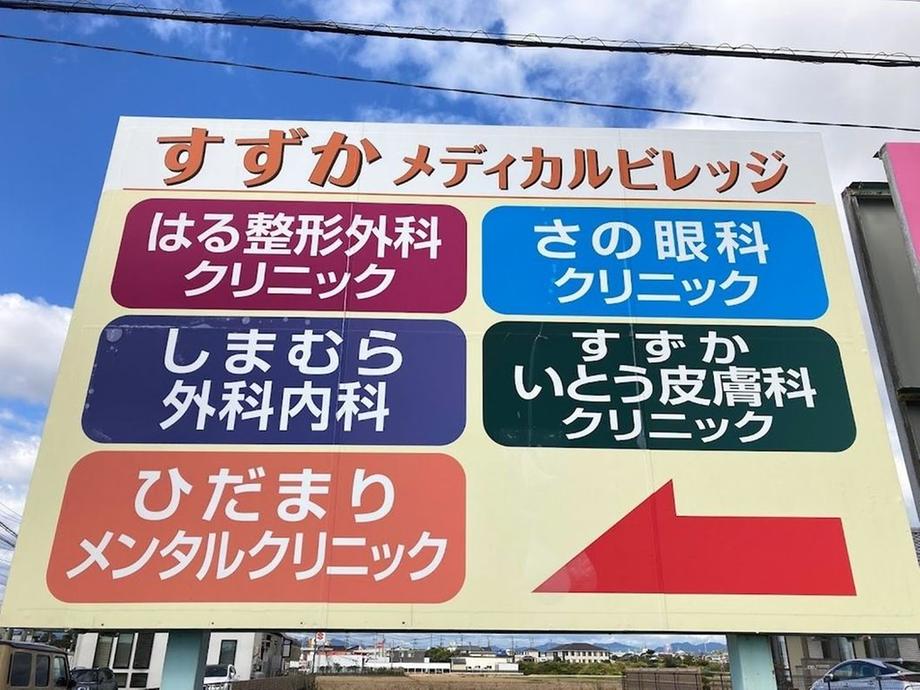 すずか メディカルビレッジ
はる整形外科
クリニック
さの眼科
クリニック
しまむら
外科内科
すずか
いとう皮膚科
クリニック
ひだまり
メンタルクリニック